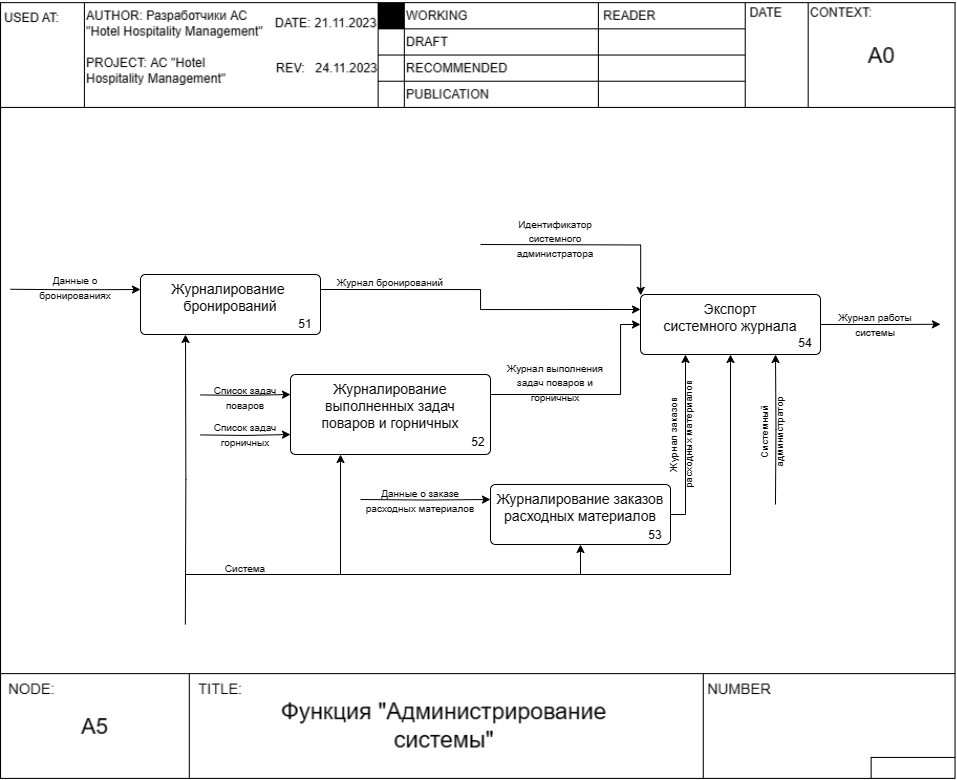 USED AT:
AUTHOR: Разработчики АС
"Hotel Hospitality Management"
DATE: 21.11.2023
PROJECT: АС "Hotel
Hospitality Management"
REV: 24.11.2023
WORKING
DRAFT
RECOMMENDED
PUBLICATION
READER
DATE
CONTEXT:
A0
Идентификатор
системного
администратора
Данные о
бронированиях
Журналирование
бронирований
51
Журнал бронирований
Экспорт
системного журнала
54
Журнал работы
системы
Список задач
поваров
Список задач
горничных
Журналирование
выполненных задач
поваров и горничных
52
Журнал выполнения
задач поваров и
горничных
Журнал заказов
расходных материалов
Системный
администратор
Данные о заказе
расходных материалов
Журналирование заказов
расходных материалов
53
Система
NODE:
A5
TITLE:
Функция "Администрирование
системы"
NUMBER